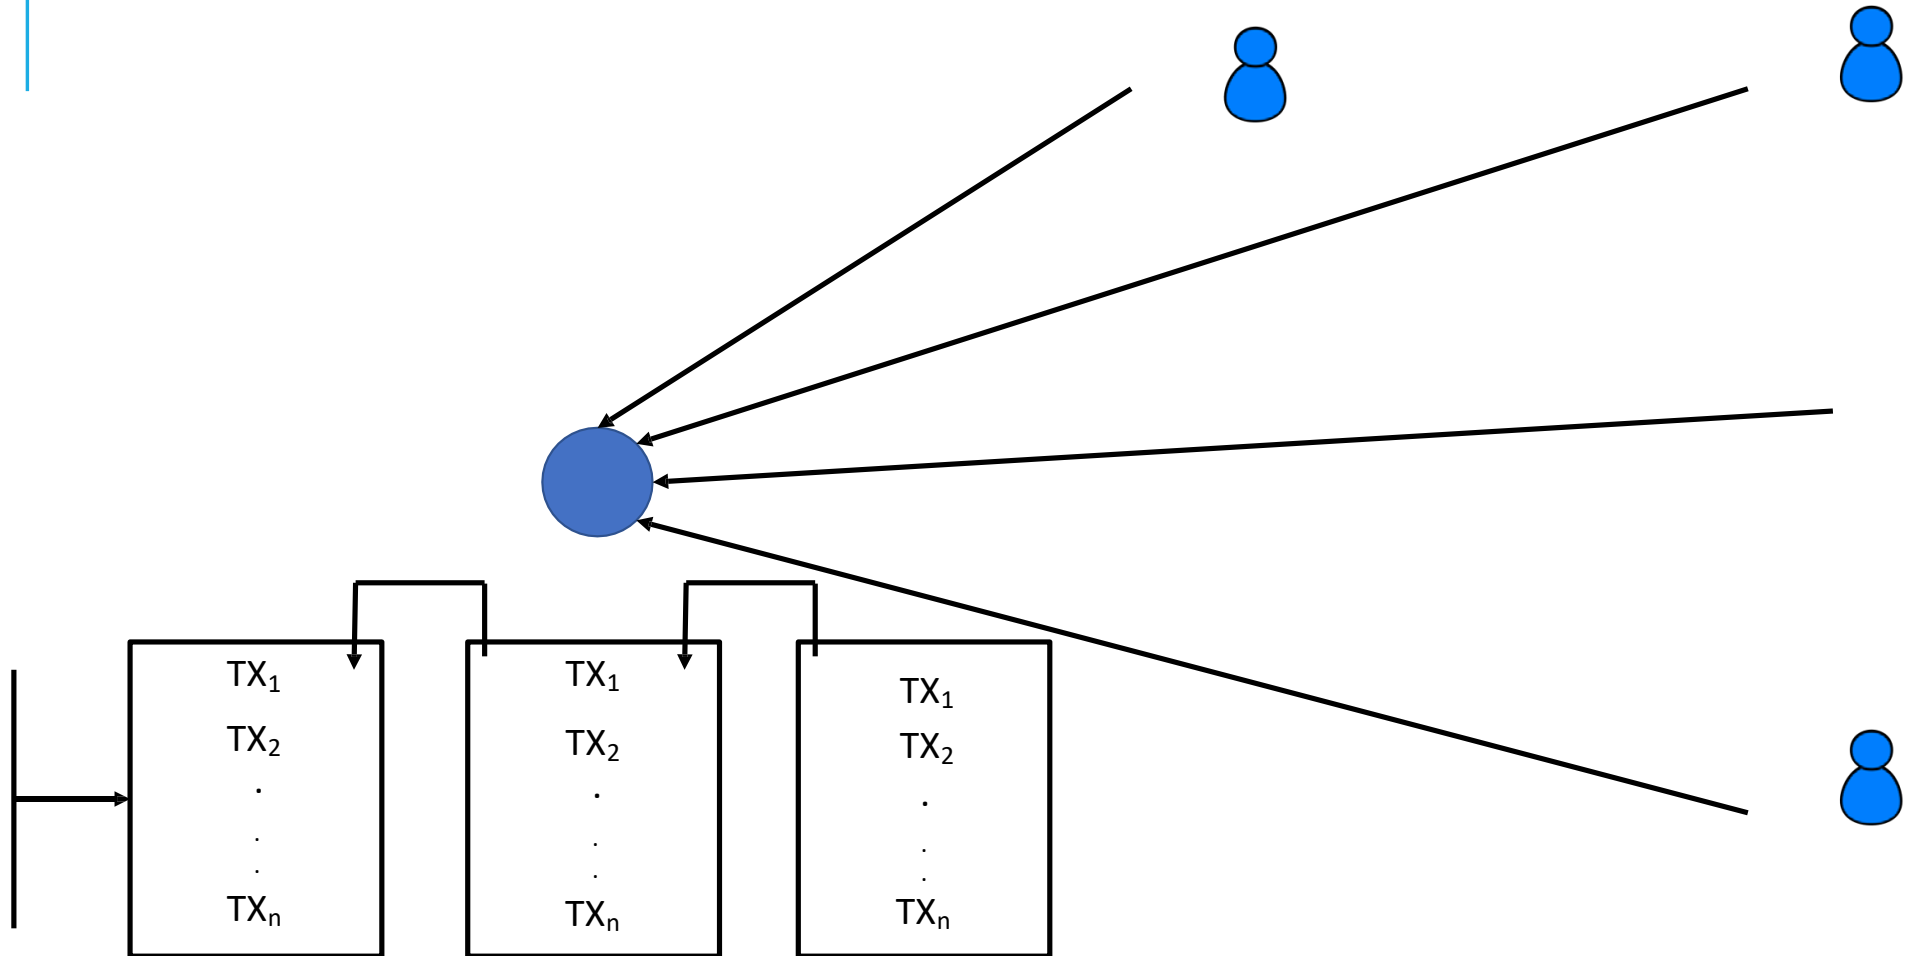 TX₁
TX₂
.
.
.
TXₙ
TX₁
TX₂
.
.
.
TXₙ
TX₁
TX₂
.
.
.
TXₙ